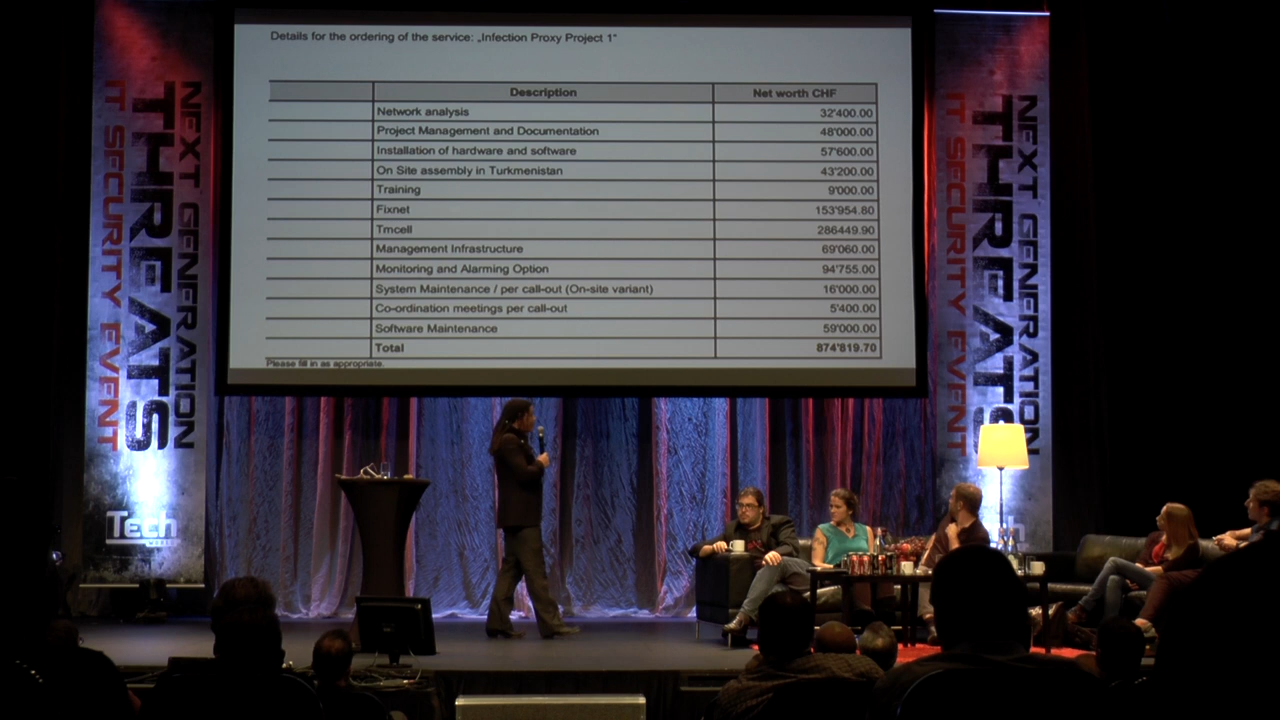 Details for the ordering of the service: „Infection Proxy Project 1“
Description Net worth CHF
Network analysis 32'400.00
Project Management and Documentation 48'000.00
Installation of hardware and software 57'600.00
On Site assembly in Turkmenistan 43'200.00
Training 9'000.00
Fixnet 153'954.80
Tmcell 286449.90
Management Infrastructure 69'060.00
Monitoring and Alarming Option 94'755.00
System Maintenance / per call-out (On-site variant) 16'000.00
Co-ordination meetings per call-out 5'400.00
Software Maintenance 59'000.00
Total 874'819.70
Please fill in as appropriate.
NEXT GENERATION
THREATS
IT SECURITY EVENT
Tech
WORLD
NEXT GENERATION
THREATS
IT SECURITY EVENT